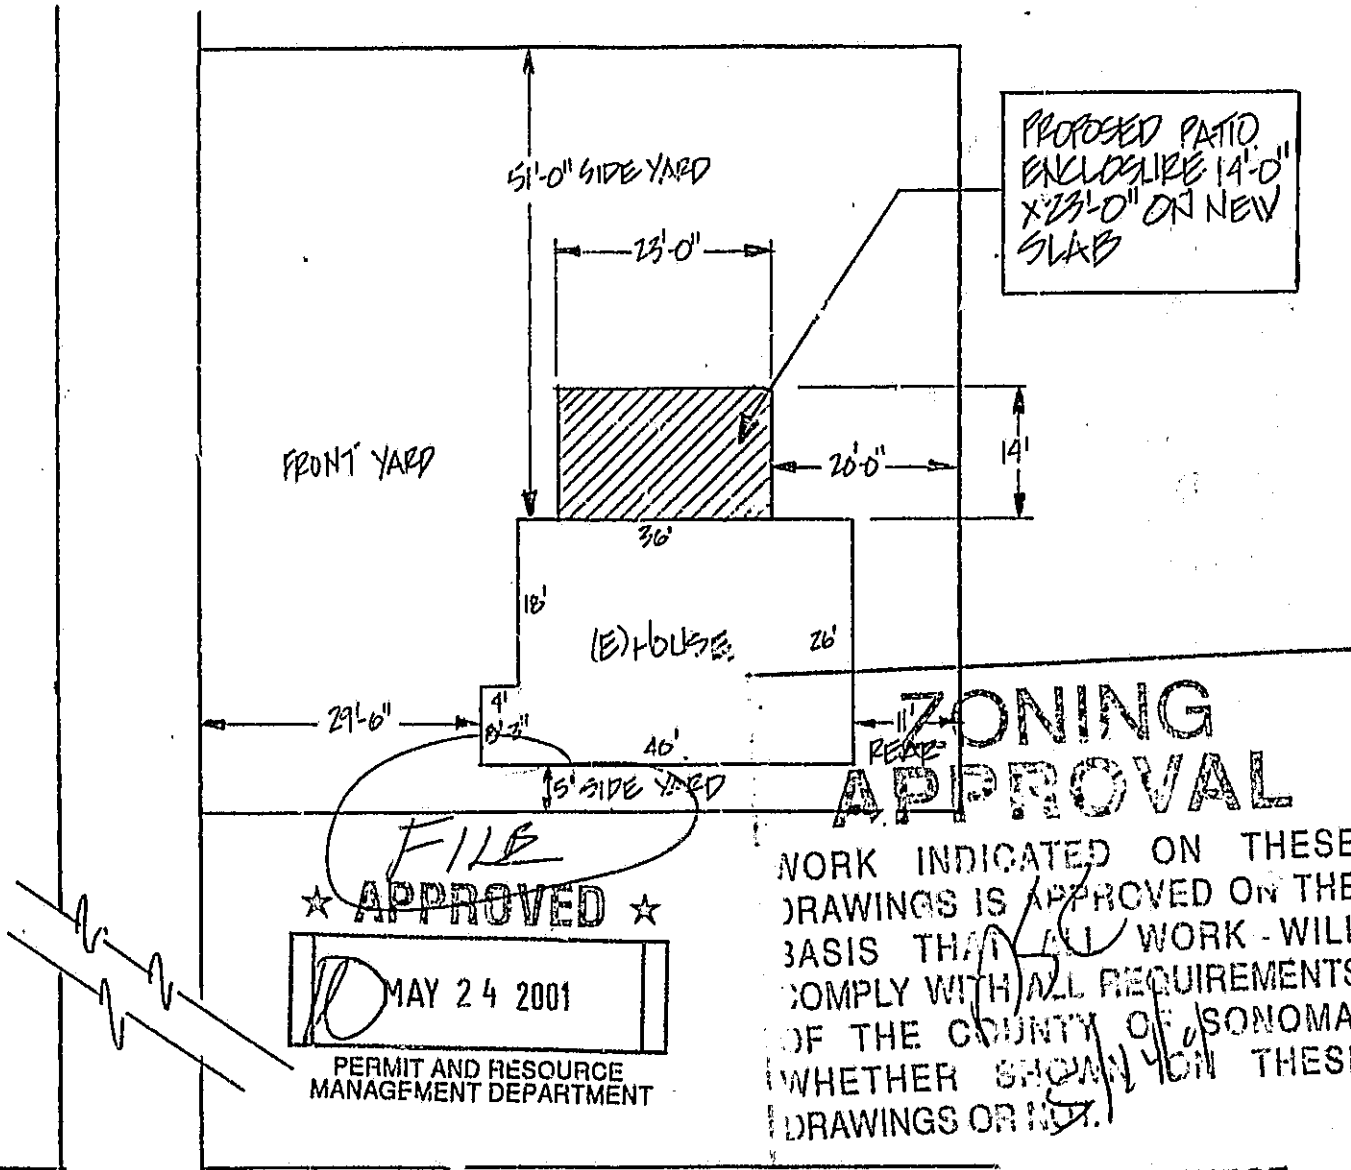 51'-0" SIDE YARD
PROPOSED PATIO
ENCLOSURE 14'-0"
X 23'-0" ON NEW
SLAB
23'-0"
FRONT YARD
20'-0"
14'
36'
18'
(E) HOUSE
26'
29'-6"
4'
8'-3"
40'
11'
REAR
5' SIDE YARD
ZONING
APPROVAL
FILE
☆ APPROVED ☆
MAY 24 2001
PERMIT AND RESOURCE
MANAGEMENT DEPARTMENT
WORK INDICATED ON THESE
DRAWINGS IS APPROVED ON THE
BASIS THAT ALL WORK WILL
COMPLY WITH ALL REQUIREMENTS
OF THE COUNTY OF SONOMA
WHETHER SHOWN ON THESE
DRAWINGS OR NOT.